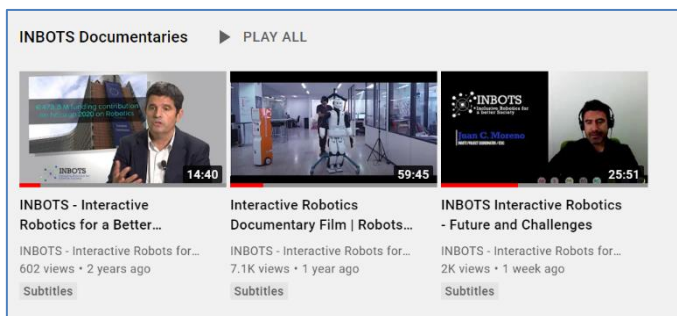 INBOTS Documentaries
PLAY ALL
INBOTS
14:40
59:45
INBOTS
Inclusive Robotics for
a better Society
Juan C. Moreno
25:51
INBOTS - Interactive
Robotics for a Better...
INBOTS - Interactive Robots for...
602 views • 2 years ago
Subtitles
Interactive Robotics
Documentary Film | Robots...
INBOTS - Interactive Robots for...
7.1K views • 1 year ago
Subtitles
INBOTS Interactive Robotics
- Future and Challenges
INBOTS - Interactive Robots for...
2K views • 1 week ago
Subtitles